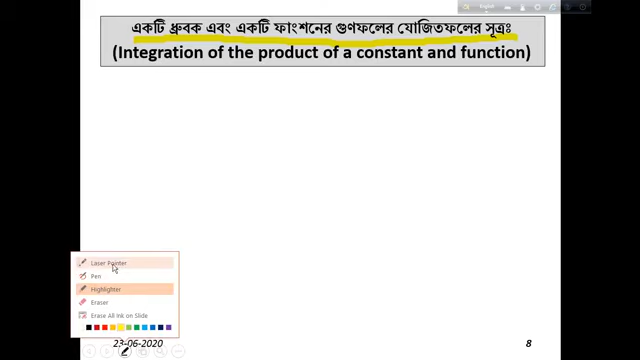 একটি ধ্রুবক এবং একটি ফাংশনের গুণফলের যোজিতফলের সূত্রঃ
(Integration of the product of a constant and function)
Laser Pointer
Pen
Highlighter
Eraser
Erase All Ink on Slide
23-06-2020
8